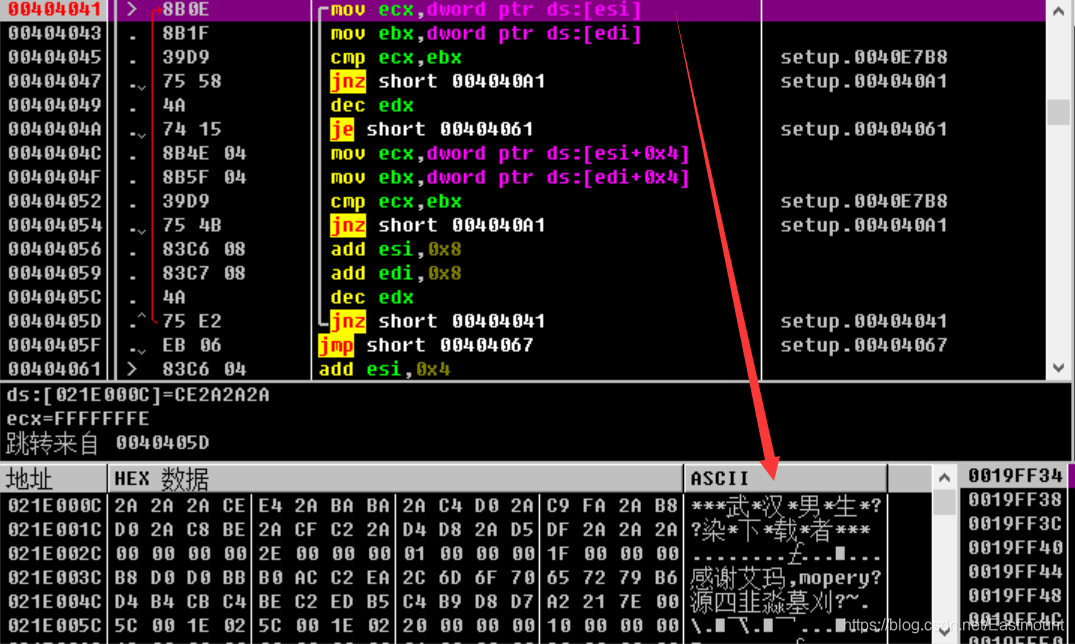 00404041 > 8B0E mov ecx,dword ptr ds:[esi]
00404043 . 8B1F mov ebx,dword ptr ds:[edi]
00404045 . 39D9 cmp ecx,ebx setup.0040E7B8
00404047 . 75 58 jnz short 004040A1 setup.004040A1
00404049 . 4A dec edx
0040404A . 74 15 je short 00404061 setup.00404061
0040404C . 8B4E 04 mov ecx,dword ptr ds:[esi+0x4]
0040404F . 8B5F 04 mov ebx,dword ptr ds:[edi+0x4]
00404052 . 39D9 cmp ecx,ebx setup.0040E7B8
00404054 . 75 4B jnz short 004040A1 setup.004040A1
00404056 . 83C6 08 add esi,0x8
00404059 . 83C7 08 add edi,0x8
0040405C . 4A dec edx
0040405D .^ 75 E2 jnz short 00404041 setup.00404041
0040405F . EB 06 jmp short 00404067 setup.00404067
00404061 > 83C6 04 add esi,0x4
ds:[021E000C]=CE2A2A2A
ecx=FFFFFFFE
跳转来自 0040405D
地址 HEX 数据 ASCII 0019FF34
021E000C 2A 2A 2A CE E4 2A BA BA 2A C4 D0 2A C9 FA 2A B8 ***武*汉*男*生*? 0019FF38
021E001C D0 2A C8 BE 2A CF C2 2A D4 D8 2A D5 DF 2A 2A 2A ?染*下*载*者*** 0019FF3C
021E002C 00 00 00 00 2E 00 00 00 01 00 00 00 1F 00 00 00 0019FF40
021E003C B8 D0 D0 BB B0 AC C2 EA 2C 6D 6F 70 65 72 79 B6 感谢艾玛,mopery? 0019FF44
021E004C D4 B4 CB C4 BE C2 ED B5 C4 B9 D8 D7 A2 21 7E 00 0019FF48
021E005C 5C 00 1E 02 5C 00 1E 02 20 00 00 00 10 00 00 00 0019FF4C
https://blog.csdn.net/Eastmount